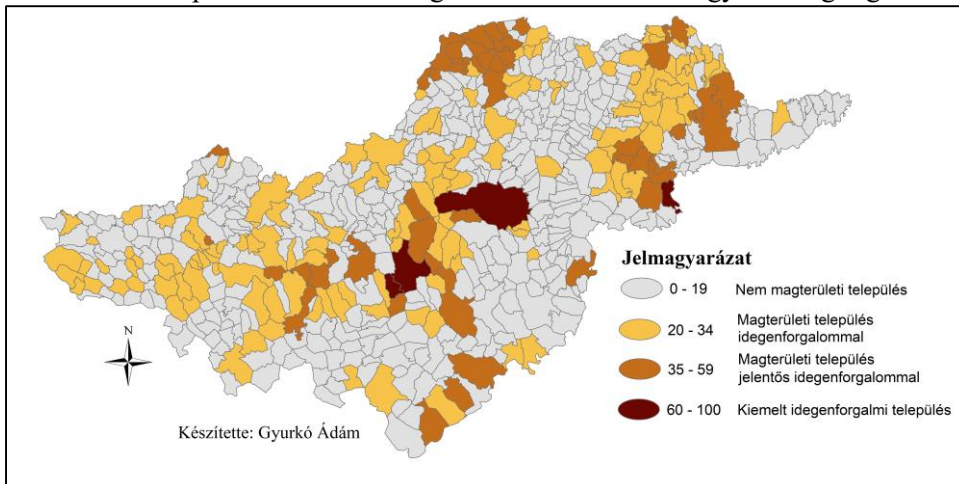 N
Készítette: Gyurkó Ádám
Jelmagyarázat
0 - 19 Nem magterületi település
20 - 34 Magterületi település
idegenforgalommal
35 - 59 Magterületi település
jelentős idegenforgalommal
60 - 100 Kiemelt idegenforgalmi település